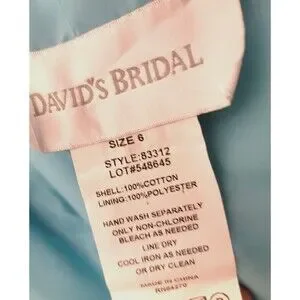 DAVID'S BRIDAL
SIZE 6
STYLE:83312
LOT#548645
SHELL:100%COTTON
LINING:100%POLYESTER
HAND WASH SEPARATELY
ONLY NON-CHLORINE
BLEACH AS NEEDED
LINE DRY
COOL IRON AS NEEDED
OR DRY CLEAN
MADE IN CHINA